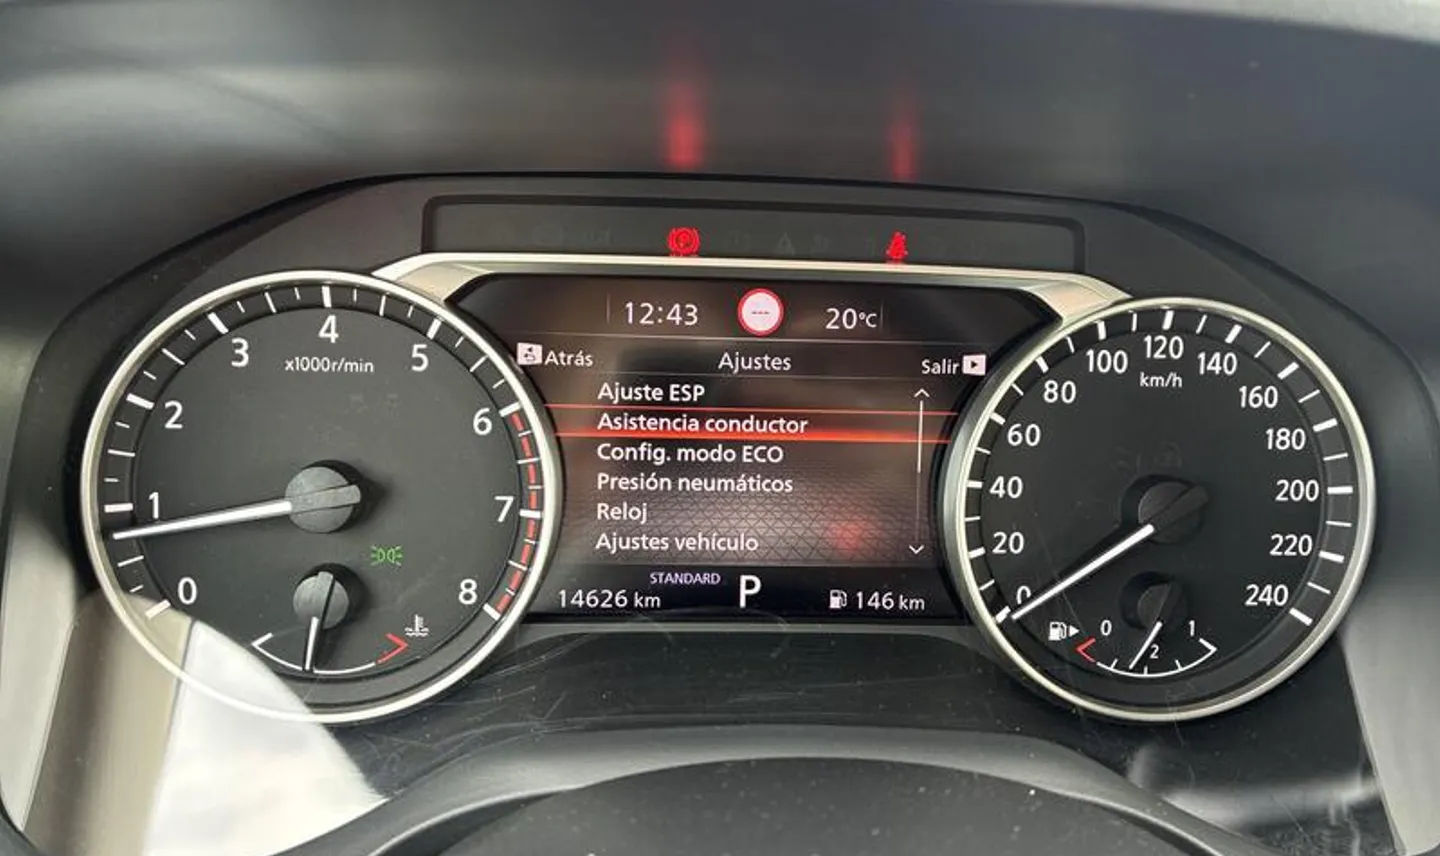 P
12:43
---
20°C
Atrás
Ajustes
Salir
Ajuste ESP
Asistencia conductor
Config. modo ECO
Presión neumáticos
Reloj
Ajustes vehículo
STANDARD
14626 km
P
146 km
0
1
2
3
4
5
6
7
8
x1000r/min
0
20
40
60
80
100
120
140
160
180
200
220
240
km/h
0
1
2